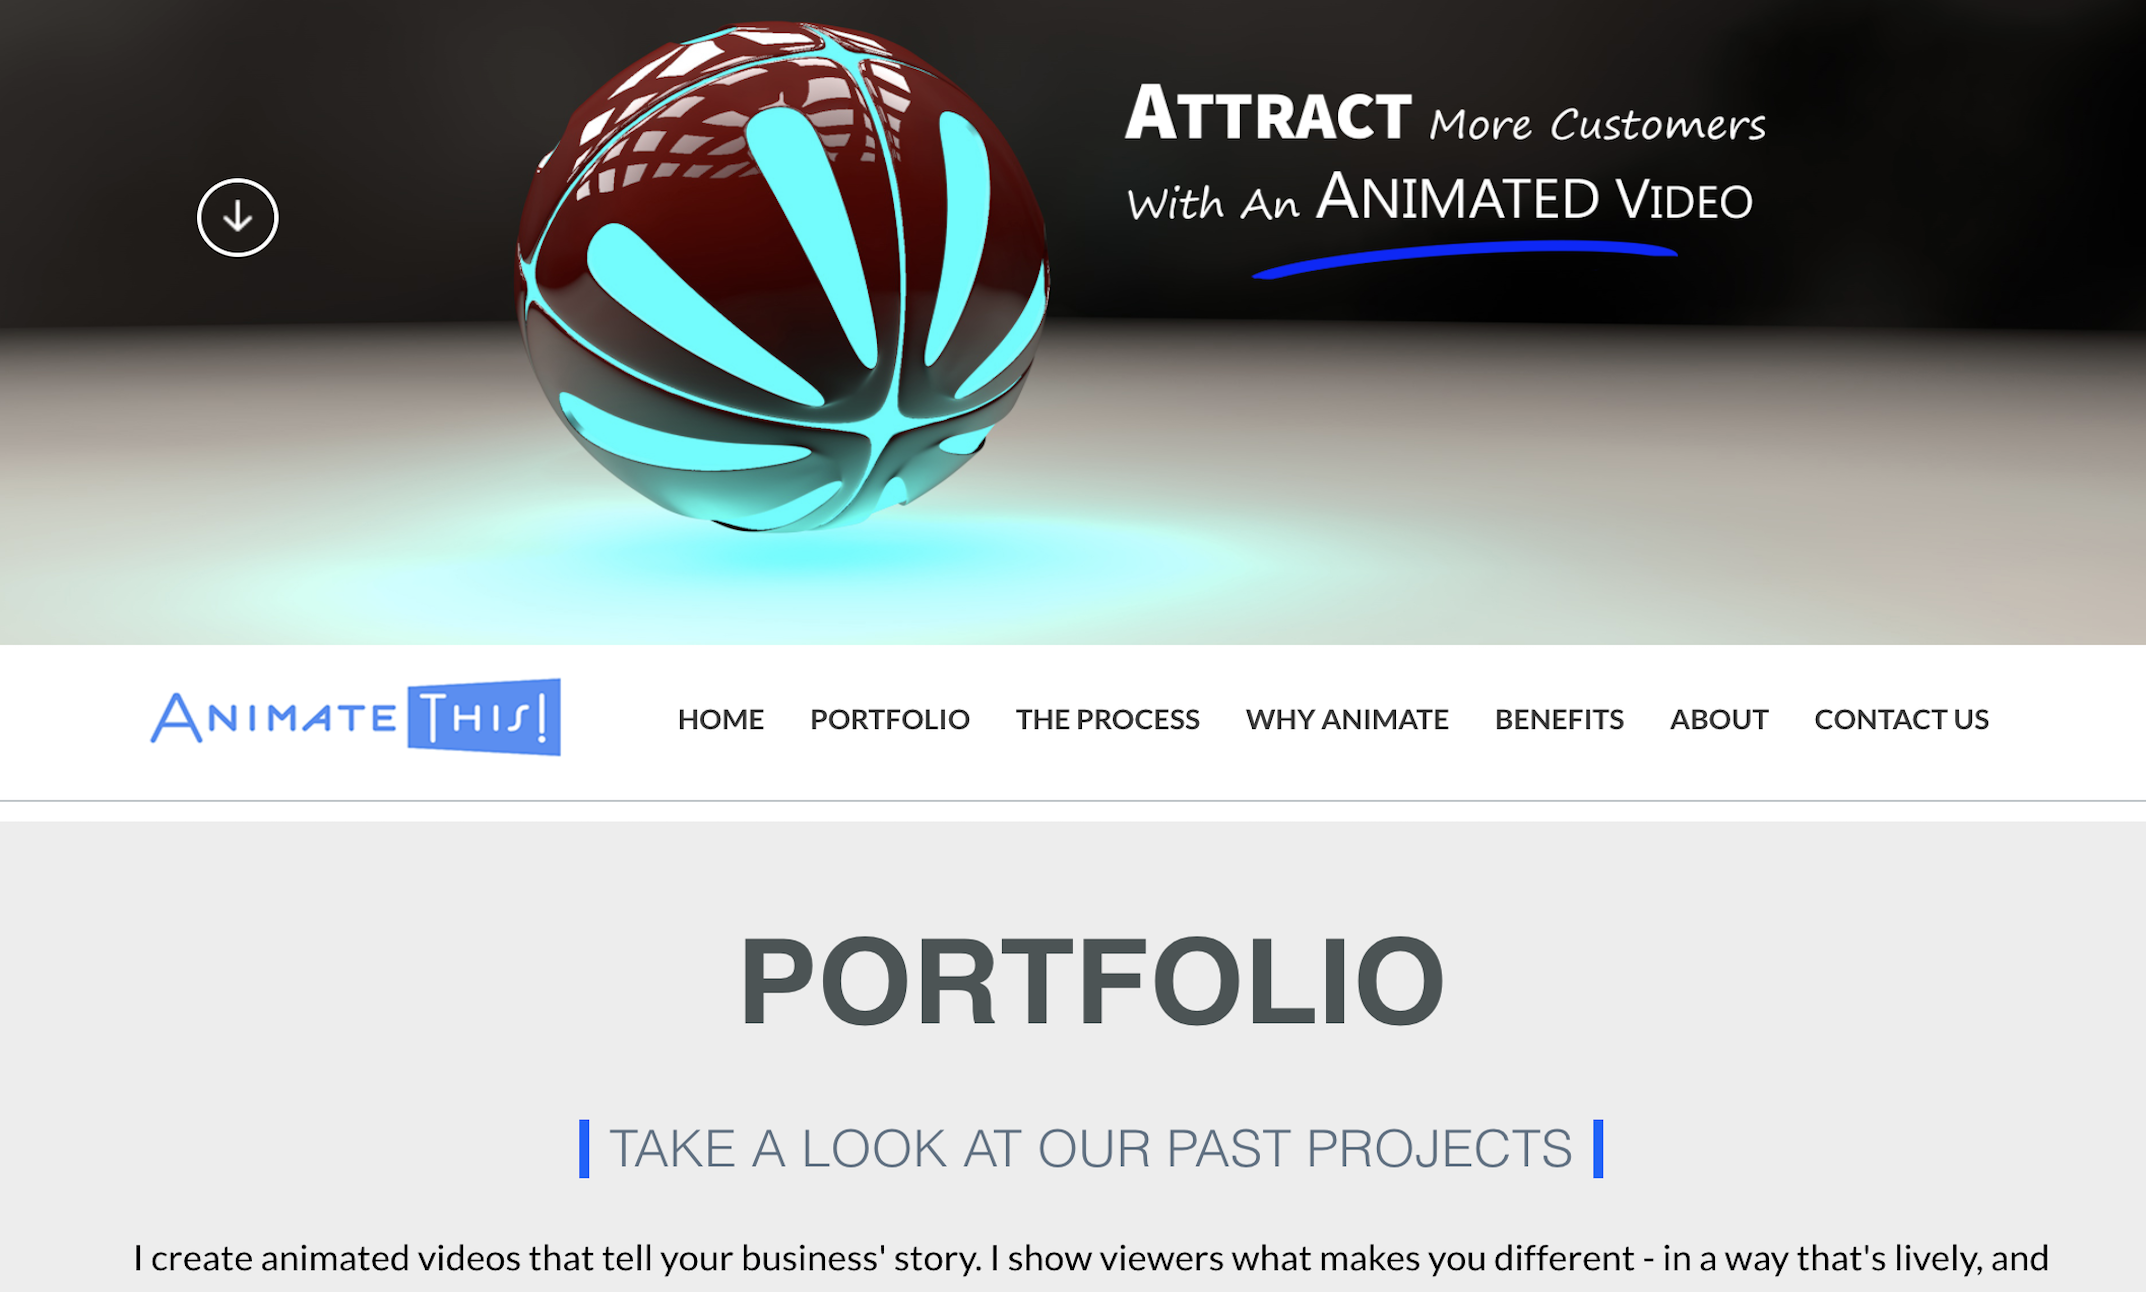 ATTRACT More Customers
With An ANIMATED VIDEO
ANIMATE THIS!
HOME PORTFOLIO THE PROCESS WHY ANIMATE BENEFITS ABOUT CONTACT US
PORTFOLIO
TAKE A LOOK AT OUR PAST PROJECTS
I create animated videos that tell your business' story. I show viewers what makes you different - in a way that's lively, and